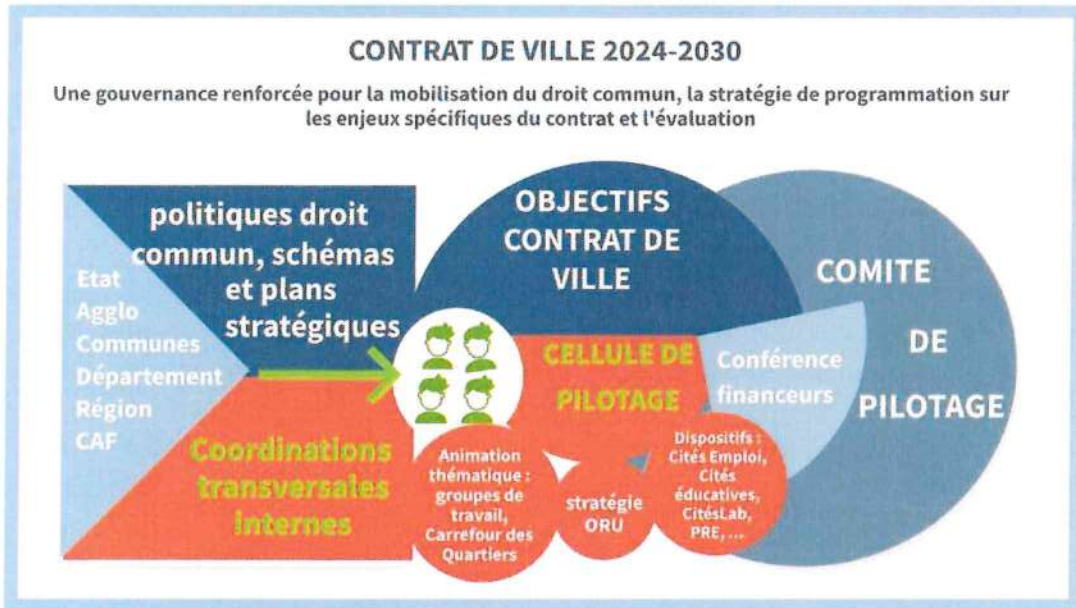 CONTRAT DE VILLE 2024-2030
Une gouvernance renforcée pour la mobilisation du droit commun, la stratégie de programmation sur
les enjeux spécifiques du contrat et l'évaluation
politiques droit
commun, schémas
et plans
stratégiques
Etat
Agglo
Communes
Département
Région
CAF
Coordinations
transversales
internes
OBJECTIFS
CONTRAT DE
VILLE
CELLULE DE
PILOTAGE
Conférence
financeurs
COMITE
DE
PILOTAGE
Animation
thématique :
groupes de
travail,
Carrefour des
Quartiers
stratégie
ORU
Dispositifs :
Cités Emploi,
Cités
éducatives,
CitésLab,
PRE, ...